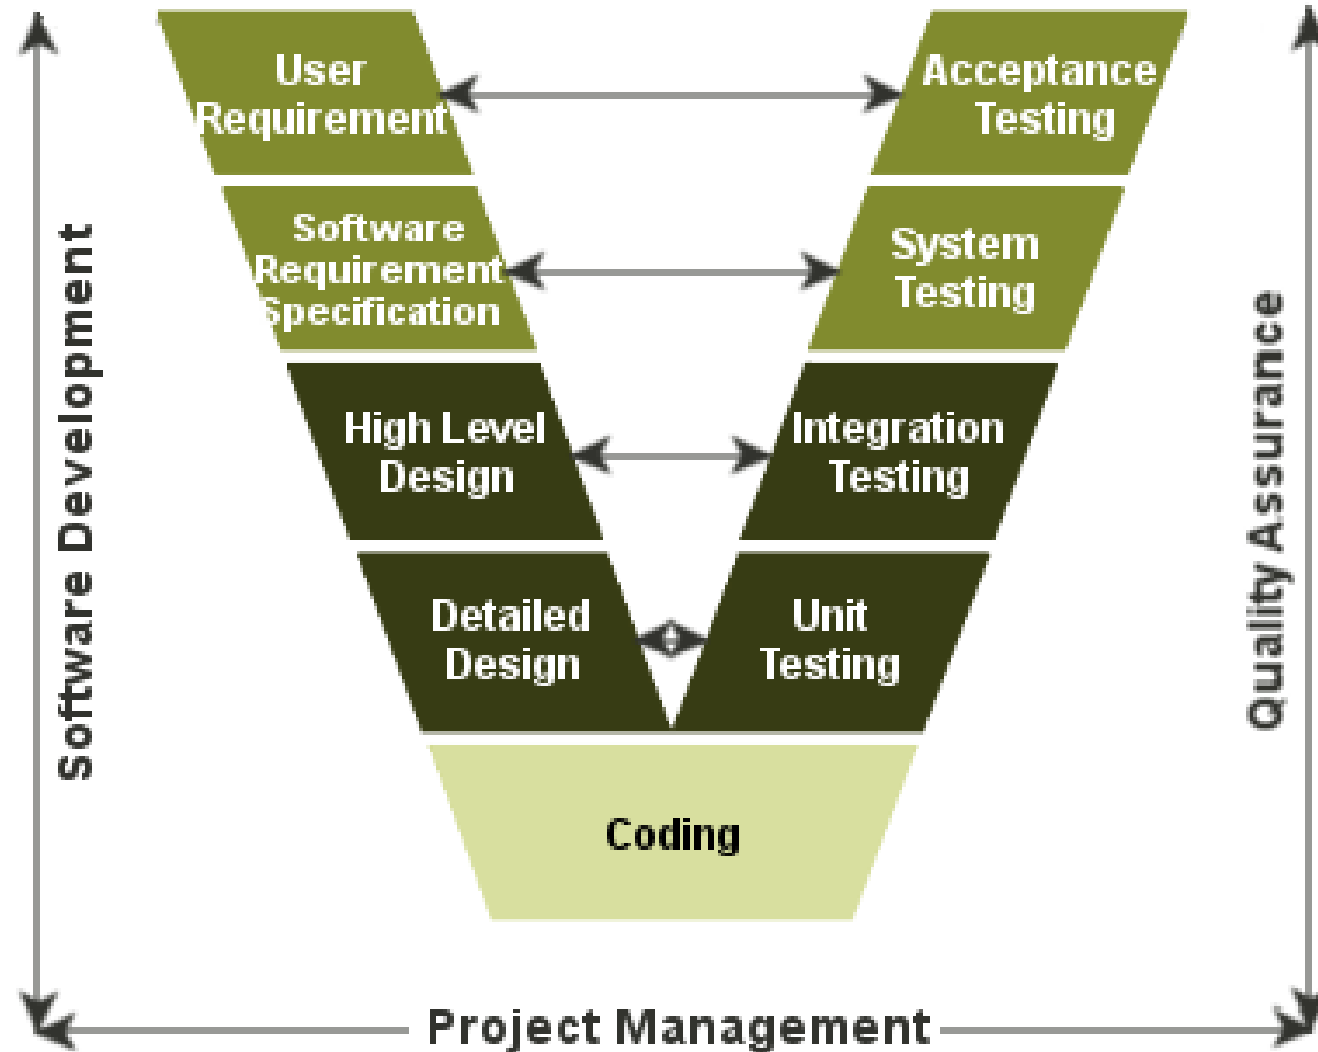 User
Requirement
Acceptance
Testing
Software
Requirement
Specification
System
Testing
High Level
Design
Integration
Testing
Detailed
Design
Unit
Testing
Coding
Software Development
Quality Assurance
Project Management